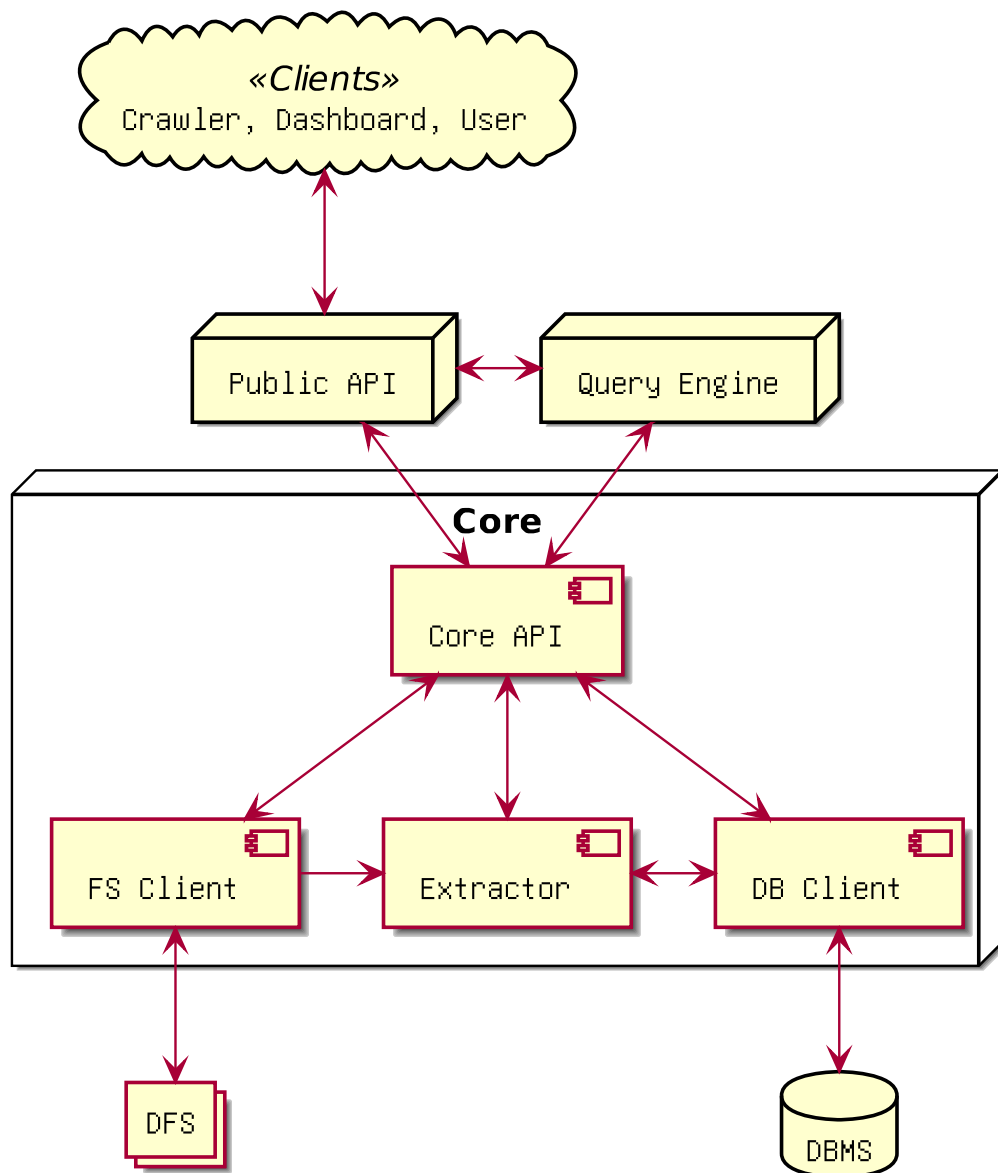 «Clients»
Crawler, Dashboard, User
Public API
Query Engine
Core
Core API
FS Client
Extractor
DB Client
DFS
DBMS